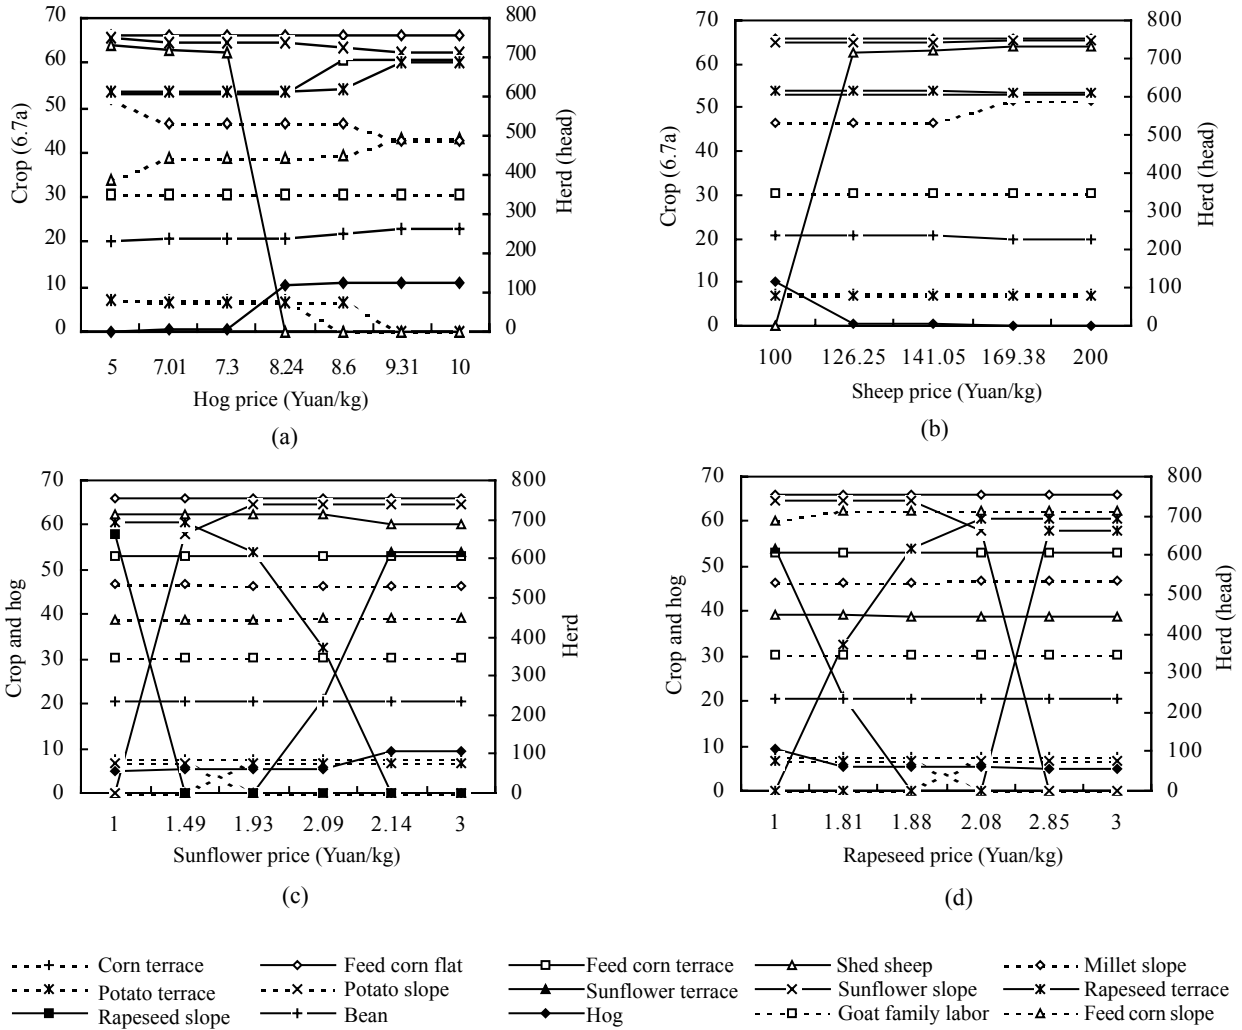 70
60
50
40
30
20
10
0
Crop (6.7a)
800
700
600
500
400
300
200
100
0
Herd (head)
5 7.01 7.3 8.24 8.6 9.31 10
Hog price (Yuan/kg)
(a)
70
60
50
40
30
20
10
0
Crop (6.7a)
800
700
600
500
400
300
200
100
0
Herd (head)
100 126.25 141.05 169.38 200
Sheep price (Yuan/kg)
(b)
70
60
50
40
30
20
10
0
Crop and hog
800
700
600
500
400
300
200
100
0
Herd
1 1.49 1.93 2.09 2.14 3
Sunflower price (Yuan/kg)
(c)
70
60
50
40
30
20
10
0
Crop and hog
800
700
600
500
400
300
200
100
0
Herd (head)
1 1.81 1.88 2.08 2.85 3
Rapeseed price (Yuan/kg)
(d)
Corn terrace Feed corn flat Feed corn terrace Shed sheep Millet slope
Potato terrace Potato slope Sunflower terrace Sunflower slope Rapeseed terrace
Rapeseed slope Bean Hog Goat family labor Feed corn slope